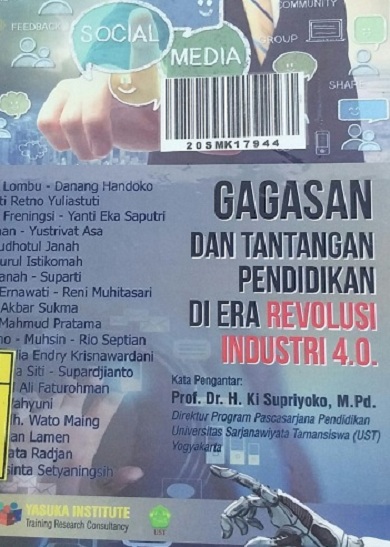 FEEDBACK
COMMUNITY
SOCIAL
MEDIA
GROUP
SHAR
20SMK17944
Lombu - Danang Handoko
ti Retno Yuliastuti
Freningsi - Yanti Eka Saputri
nan - Yustrivat Asa
udhotul Janah
urul Istikomah
anah - Suparti
Ernawati - Reni Muhitasari
Akbar Sukma
Mahmud Pratama
no - Muhsin - Rio Septian
lia Endry Krisnawardani
a Siti - Supardjianto
l Ali Faturohman
Rahyuni
h. Wato Maing
an Lamen
ata Radjan
sinta Setyaningsih
GAGASAN
DAN TANTANGAN
PENDIDIKAN
DI ERA REVOLUSI
INDUSTRI 4.0.
Kata Pengantar:
Prof. Dr. H. Ki Supriyoko, M.Pd.
Direktur Program Pascasarjana Pendidikan
Universitas Sarjanawiyata Tamansiswa (UST)
Yogyakarta
YASUKA INSTITUTE
Training Research Consultancy
UST